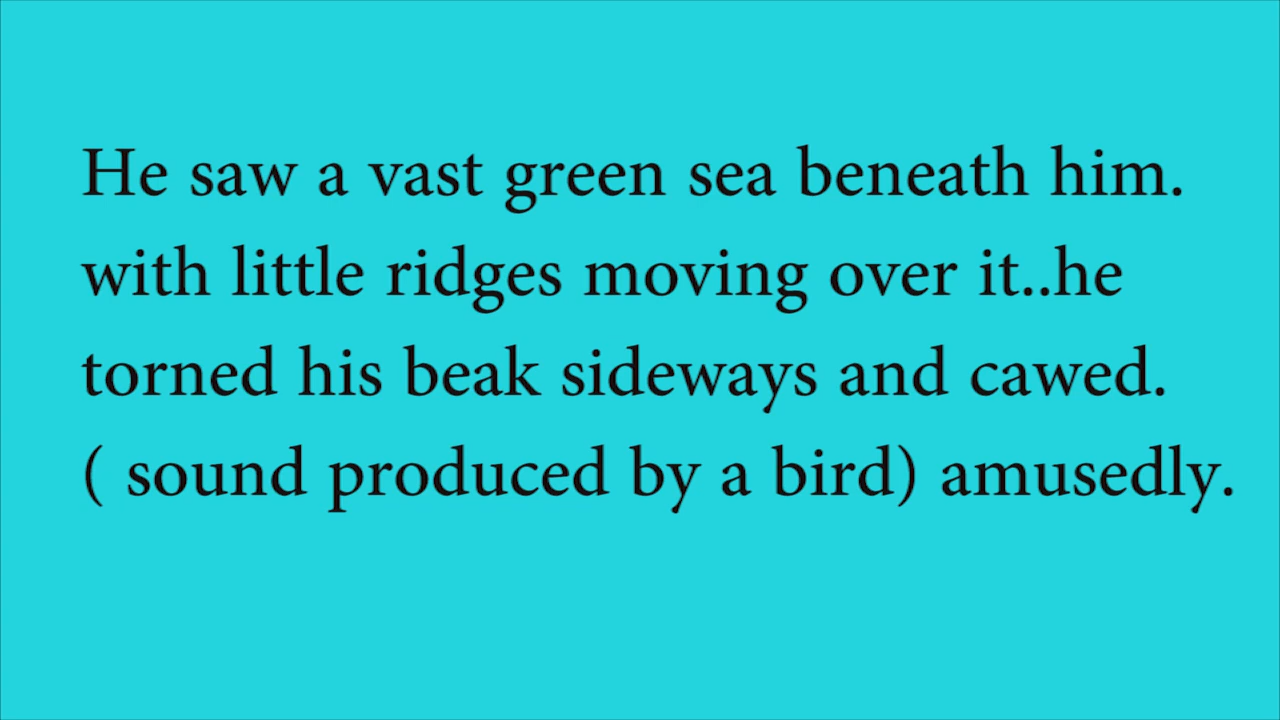 He saw a vast green sea beneath him.
with little ridges moving over it..he
torned his beak sideways and cawed.
( sound produced by a bird) amusedly.